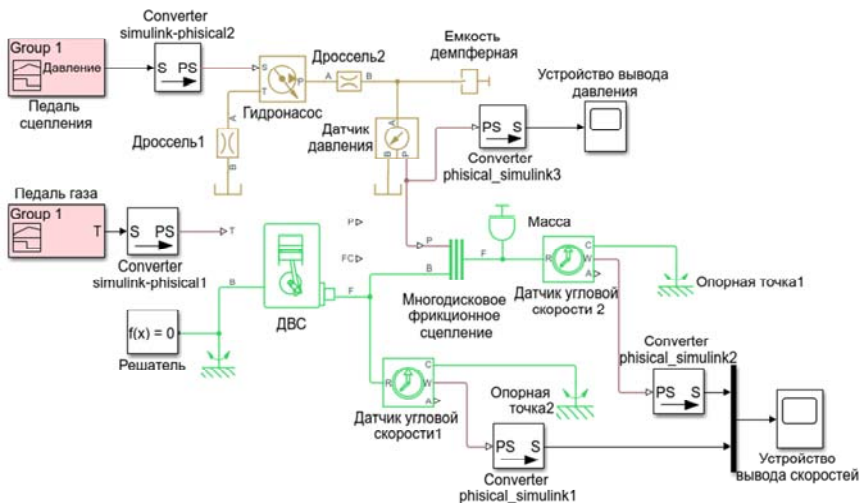 Converter
simulink-phisical2
Group 1
Давление
S PS
Педаль
сцепления
S
T
P
Гидронасос
Дроссель2
A B
Емкость
демпферная
Устройство вывода
давления
A
B
Дроссель1
Датчик
давления
A
B P
PS S
Converter
phisical_simulink3
Педаль газа
Group 1
T
S PS
T
Converter
simulink-phisical1
P
FC
B
F
ДВС
P
B
F
Многодисковое
фрикционное
сцепление
Масса
R
C
W
A
Датчик угловой
скорости 2
Опорная точка1
f(x) = 0
Решатель
R
C
W
A
Датчик угловой
скорости1
Опорная
точка2
Converter
phisical_simulink2
PS S
PS S
Converter
phisical_simulink1
Устройство
вывода скоростей